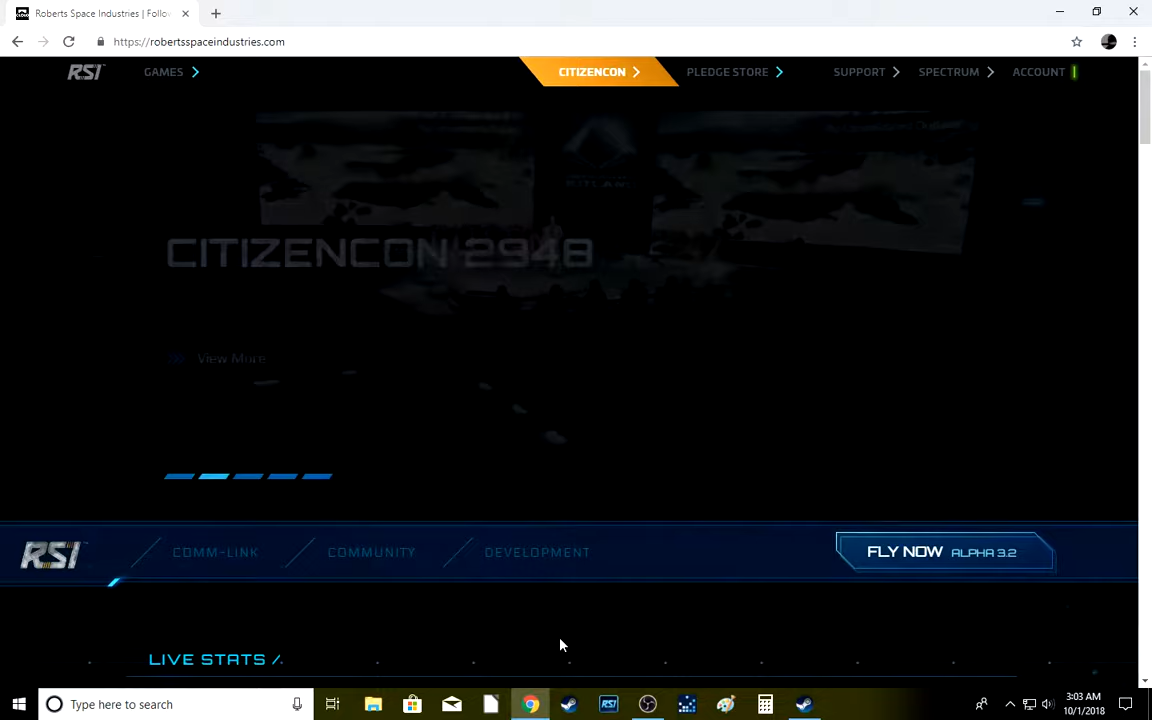 Roberts Space Industries | Follo
https://robertsspaceindustries.com
RSI GAMES CITIZENCON PLEDGE STORE SUPPORT SPECTRUM ACCOUNT
CITIZENCON 2948
View More
RSI COMM-LINK COMMUNITY DEVELOPMENT FLY NOW ALPHA 3.2
LIVE STATS /
Type here to search
RSI
3:03 AM
10/1/2018